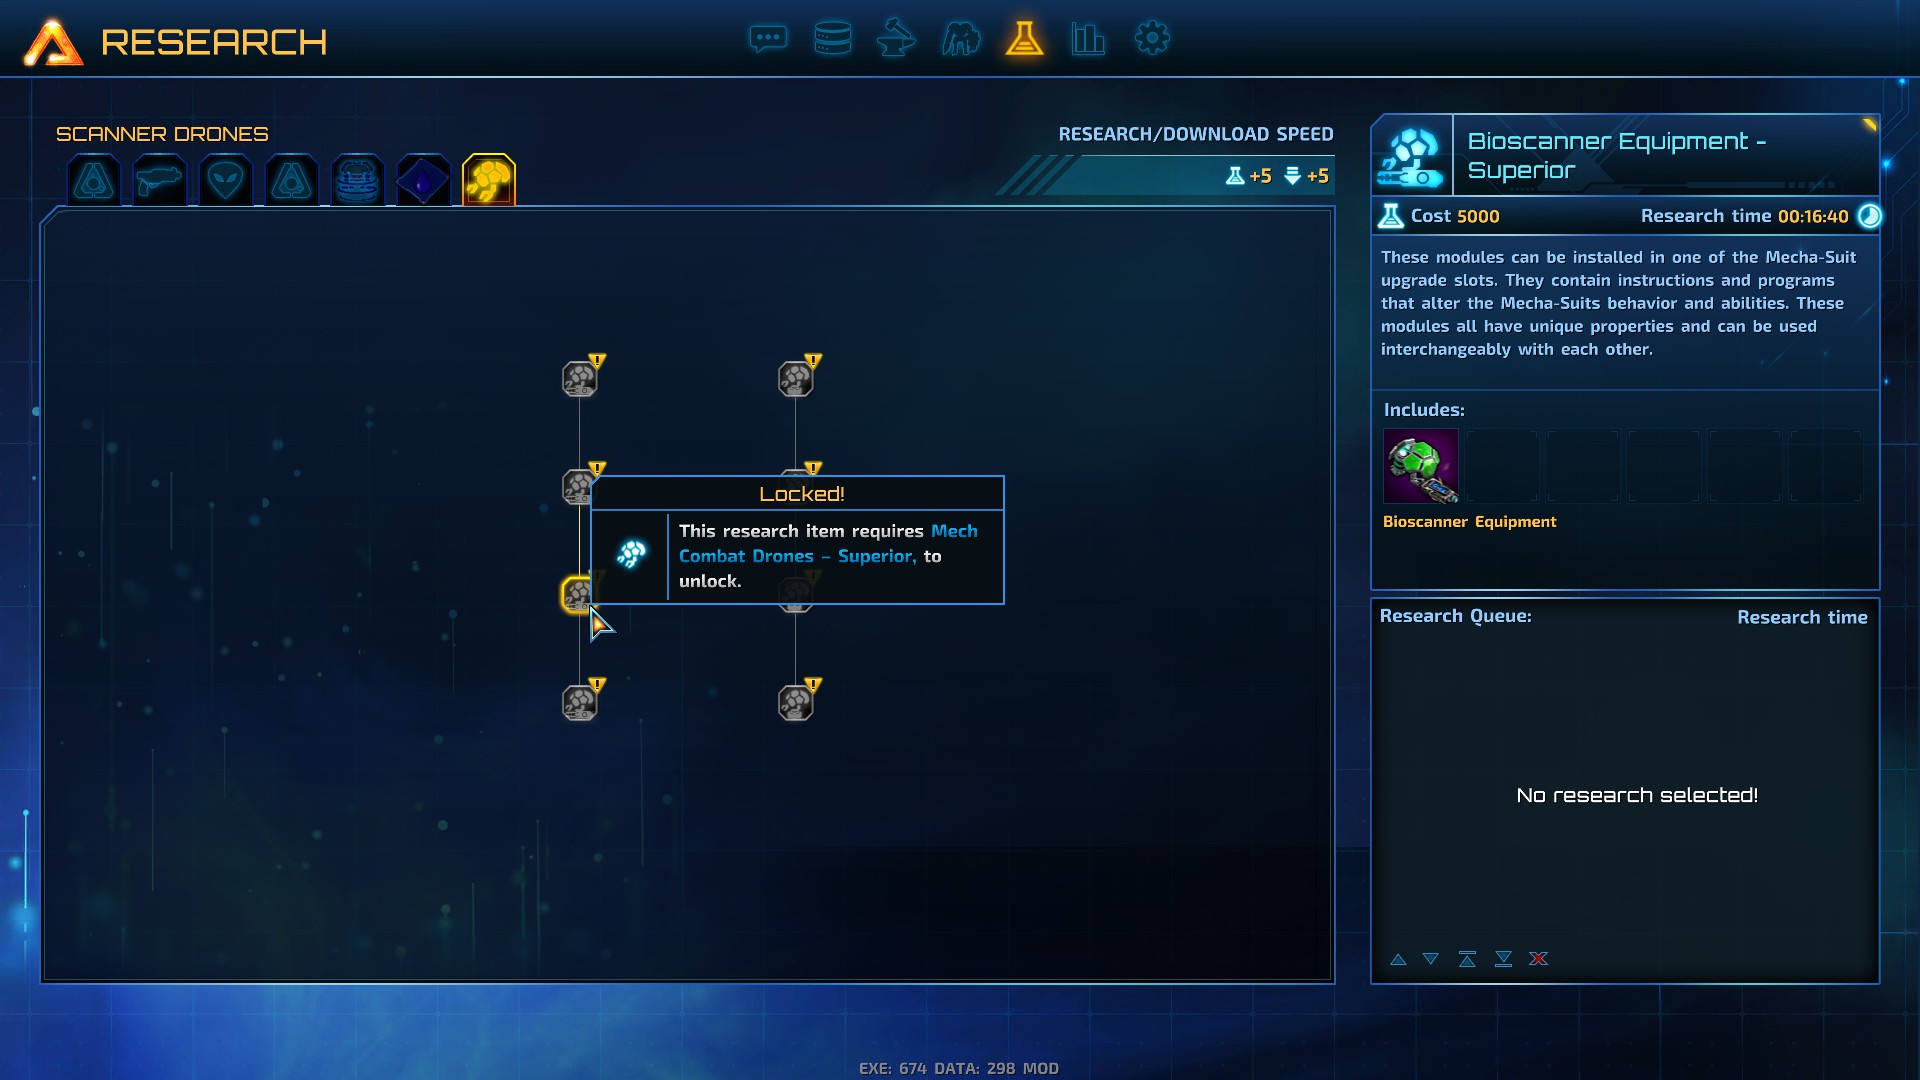 RESEARCH
SCANNER DRONES
RESEARCH/DOWNLOAD SPEED
+5 +5
Locked!
This research item requires Mech
Combat Drones - Superior, to
unlock.
Bioscanner Equipment -
Superior
Cost 5000 Research time 00:16:40
These modules can be installed in one of the Mecha-Suit
upgrade slots. They contain instructions and programs
that alter the Mecha-Suits behavior and abilities. These
modules all have unique properties and can be used
interchangeably with each other.
Includes:
Bioscanner Equipment
Research Queue: Research time
No research selected!
EXE: 674 DATA: 298 MOD